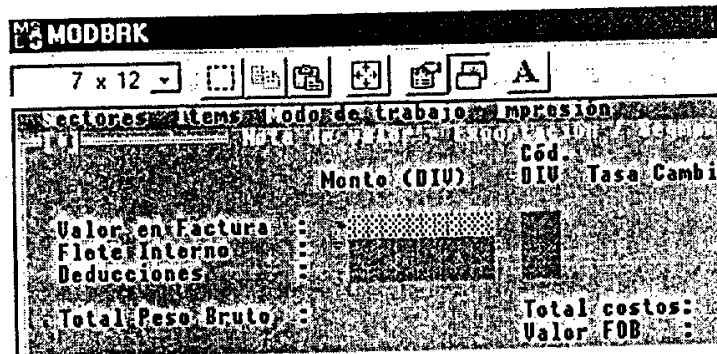 MODBRK
7 x 12
A
Sectores Items Modo de trabajo Impresión
Nota de Valor - Exportación
Cód.
Monto (DIV) DIV Tasa Cambi
Valor en Factura :
Flete Interno :
Deducciones :
Total costos:
Total Peso Bruto :
Valor FOB :